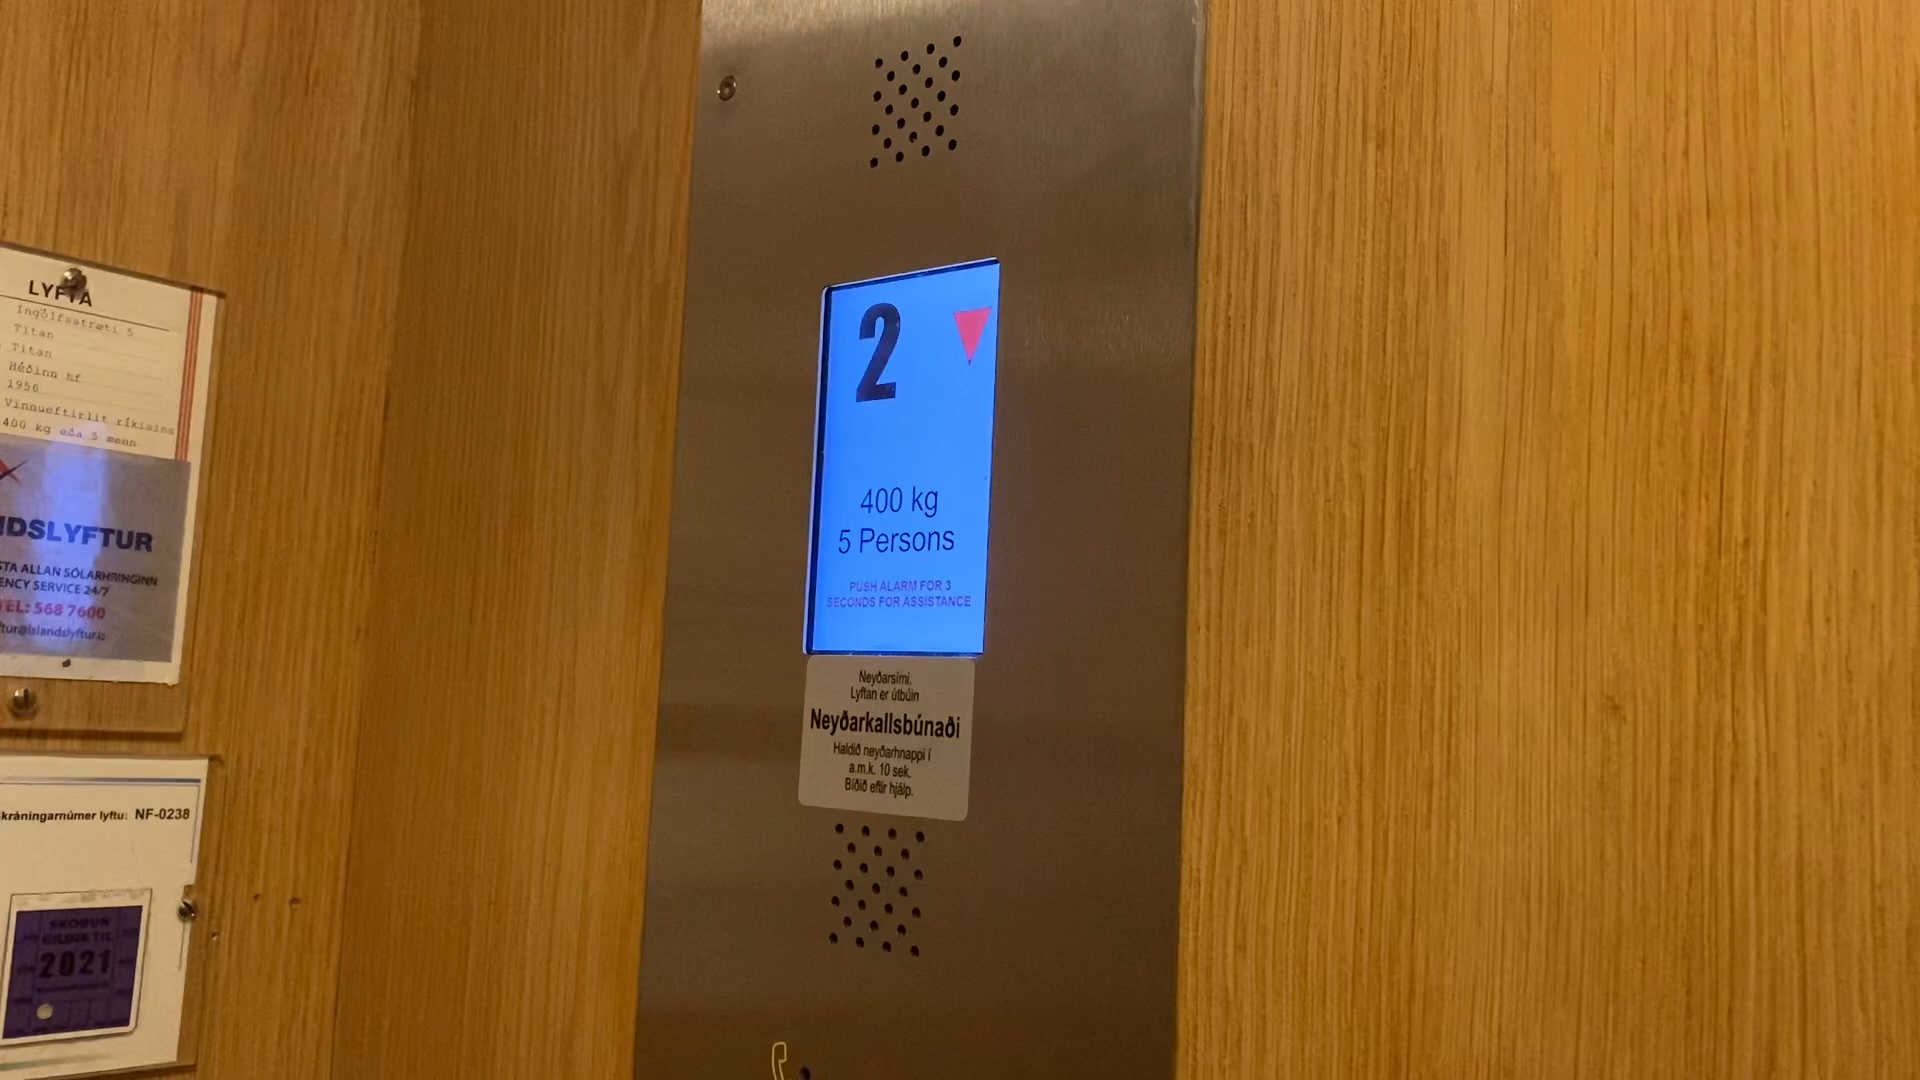 LYFTA
Ingólfsstræti 5
Titan
Titan
Héðinn hf
1956
Vinnueftirlit ríkisins
400 kg eða 5 menn
NDSLYFTUR
STA ALLAN SÓLARHRINGINN
ENCY SERVICE 24/7
TEL: 568 7600
tur@islandslyftur.is
kráningarnúmer lyftu: NF-0238
SKOÐUN
GILDIR TIL
2021
2
400 kg
5 Persons
PUSH ALARM FOR 3
SECONDS FOR ASSISTANCE
Neyðarsími.
Lyftan er útbúin
Neyðarkallsbúnaði
Haldið neyðarhnappi í
a.m.k. 10 sek.
Bíðið eftir hjálp.